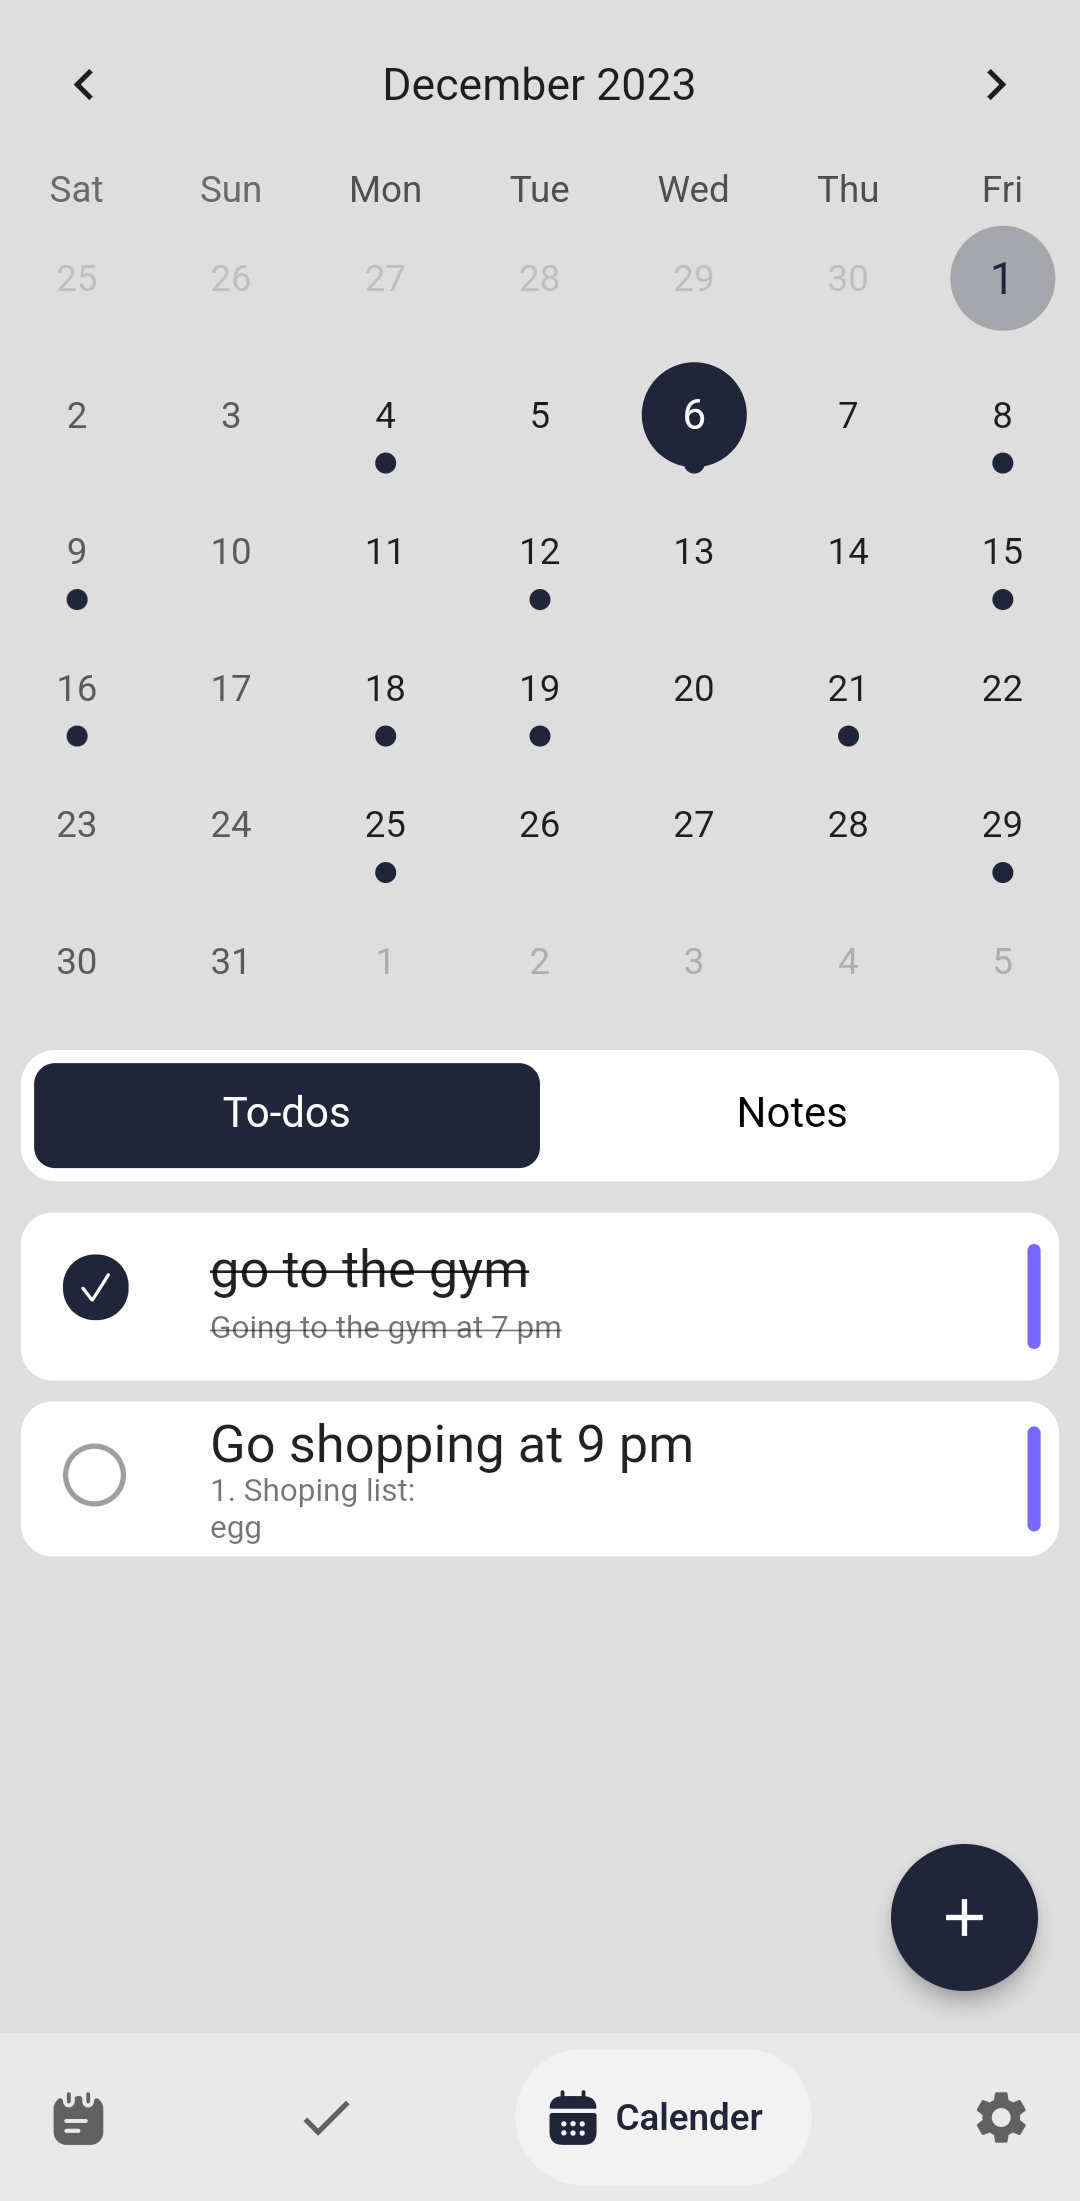 December 2023
Sat Sun Mon Tue Wed Thu Fri
25 26 27 28 29 30 1
2 3 4 5 6 7 8
9 10 11 12 13 14 15
16 17 18 19 20 21 22
23 24 25 26 27 28 29
30 31 1 2 3 4 5
To-dos Notes
go to the gym
Going to the gym at 7 pm
Go shopping at 9 pm
1. Shoping list:
egg
Calender